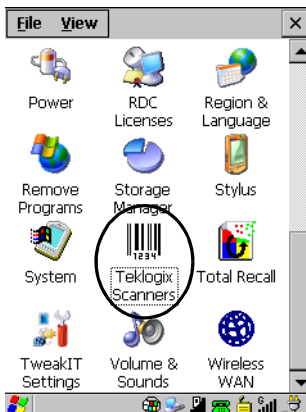 File View
Power
RDC
Licenses
Region &
Language
Remove
Programs
Storage
Manager
Stylus
System
1234
Teklogix
Scanners
Total Recall
TweakIT
Settings
Volume &
Sounds
Wireless
WAN